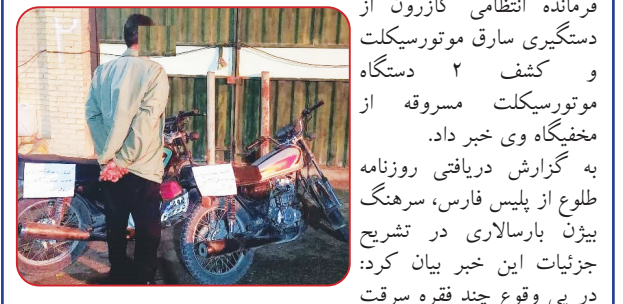 فرمانده انتظامی کازرون از
دستگیری سارق موتورسیکلت
و کشف ۲ دستگاه
موتورسیکلت مسروقه از
مخفیگاه وی خبر داد.
به گزارش دریافتی روزنامه
طلوع از پلیس فارس، سرهنگ
بیژن بارسالاری در تشریح
جزئیات این خبر بیان کرد:
در پی وقوع چند فقره سرقت